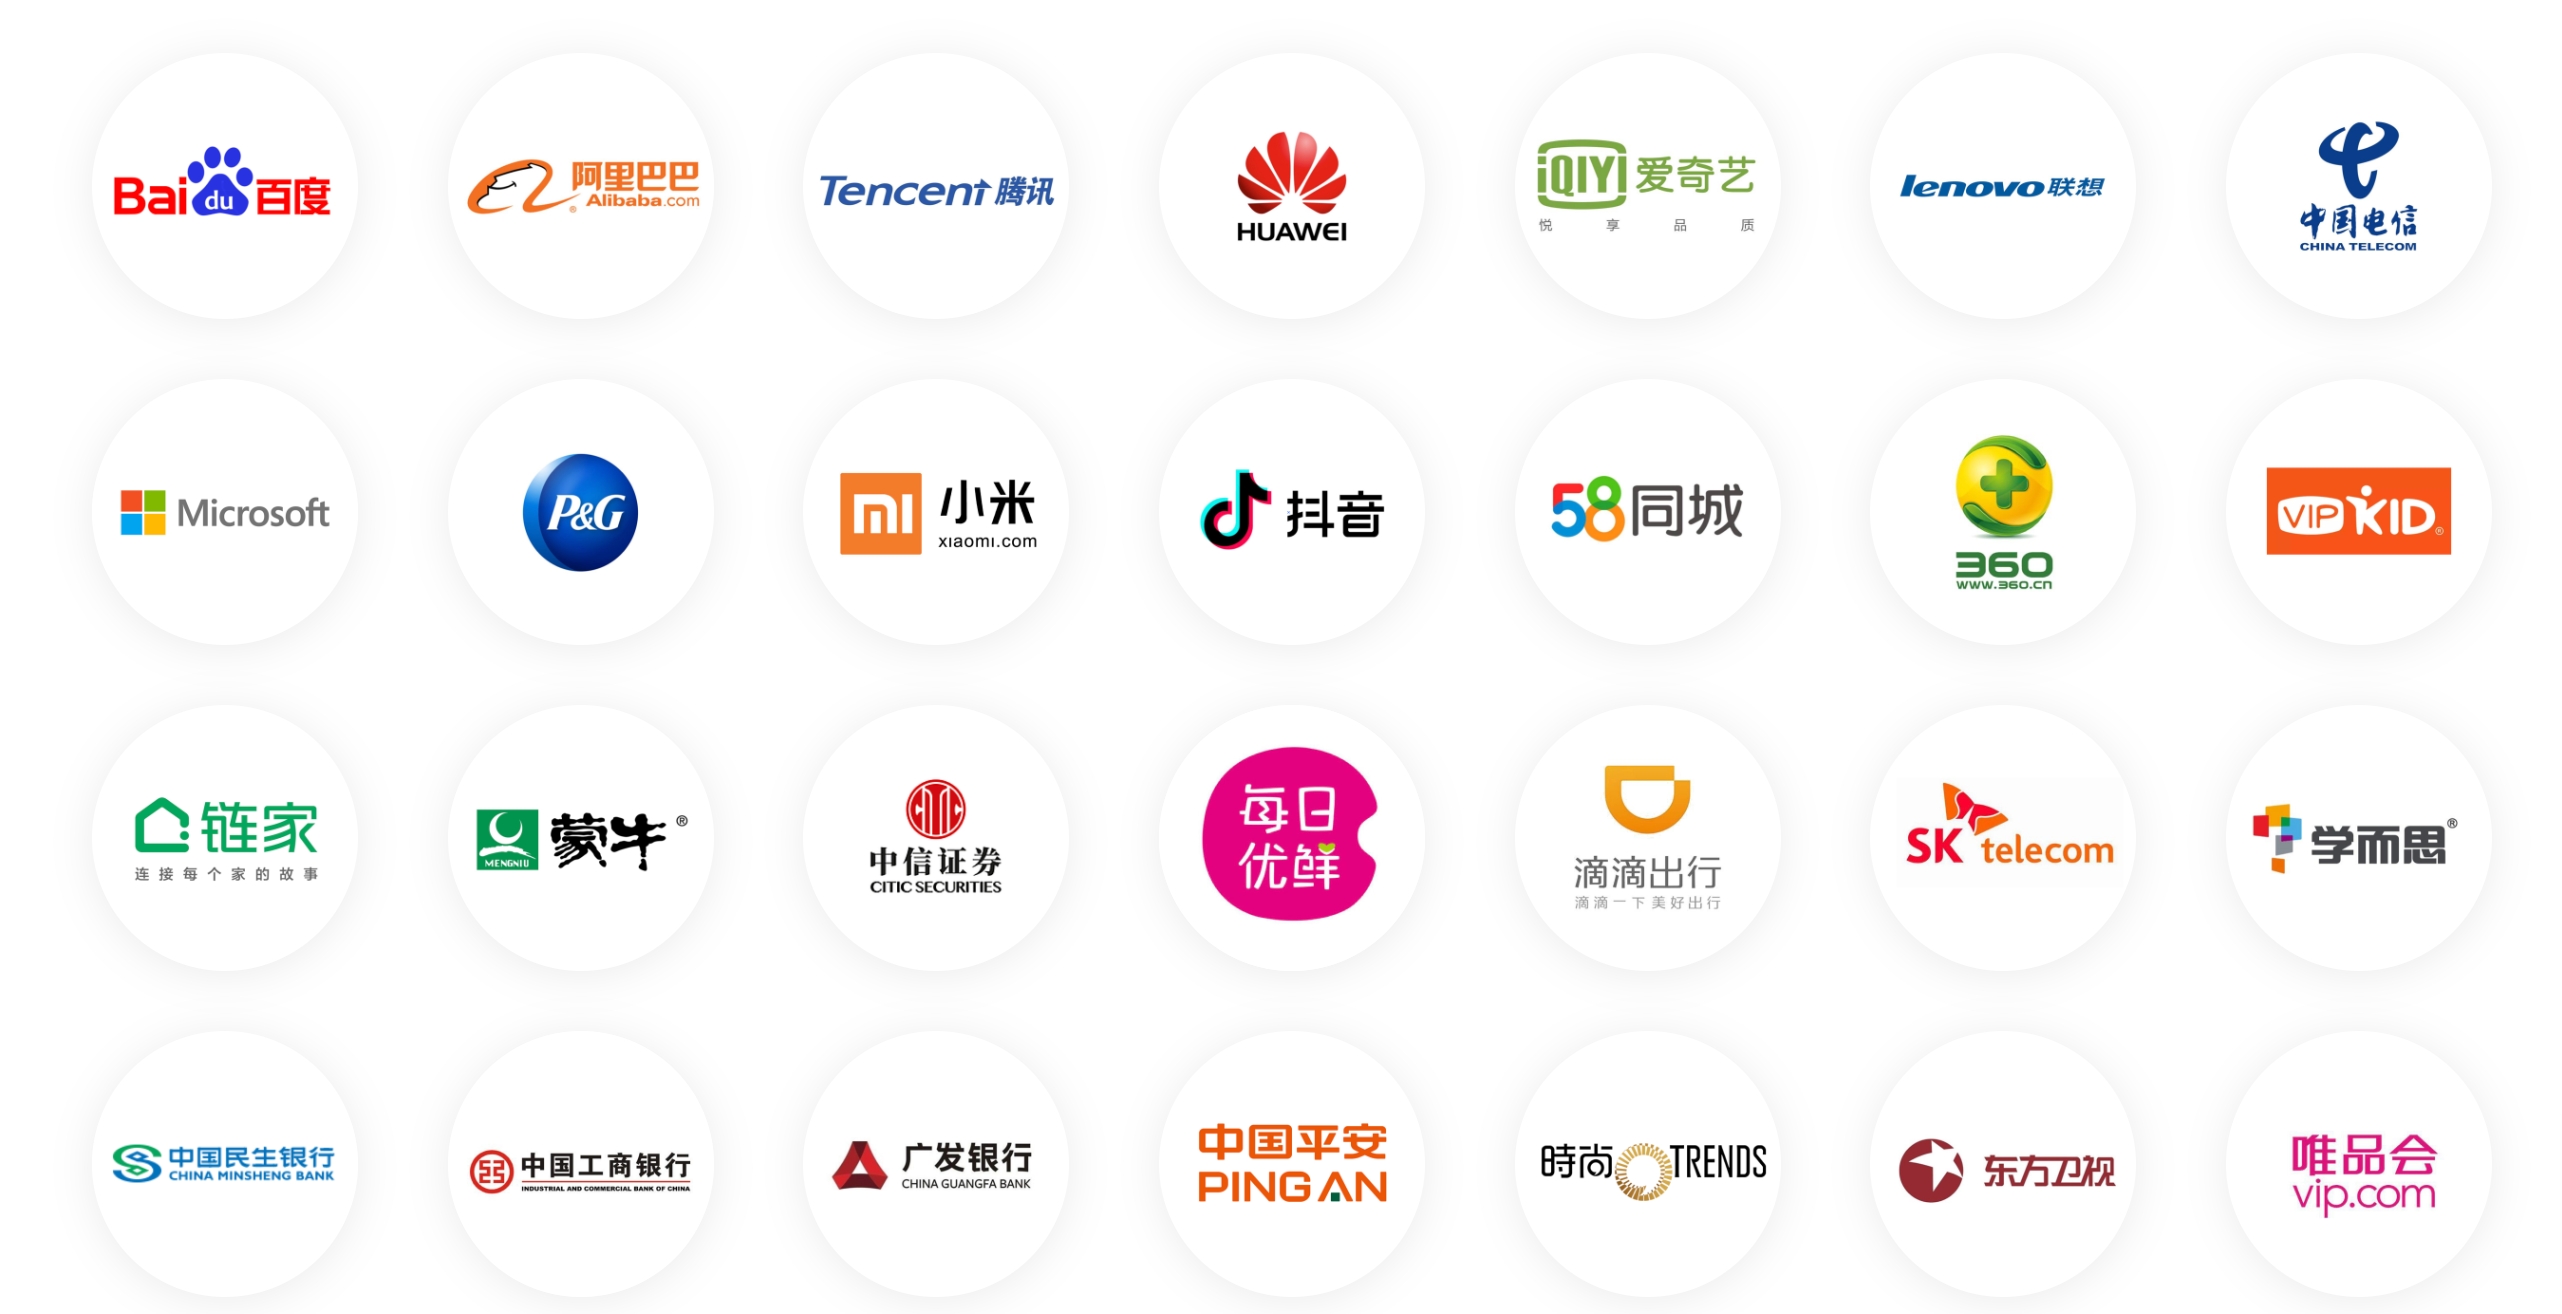 Bai du 百度
阿里巴巴
Alibaba.com
Tencent 腾讯
HUAWEI
iQIYI 爱奇艺
悦享品质
lenovo 联想
中国电信
CHINA TELECOM
Microsoft
P&G
mi 小米
xiaomi.com
抖音
58同城
360
www.360.cn
VIPKID
链家
连接每个家的故事
蒙牛
MENGNIU
CITIC
中信证券
CITIC SECURITIES
每日
优鲜
滴滴出行
滴滴一下 美好出行
SK telecom
学而思
中国民生银行
CHINA MINSHENG BANK
中国工商银行
INDUSTRIAL AND COMMERCIAL BANK OF CHINA
广发银行
CHINA GUANGFA BANK
中国平安
PING AN
時尚 TRENDS
东方卫视
唯品会
vip.com